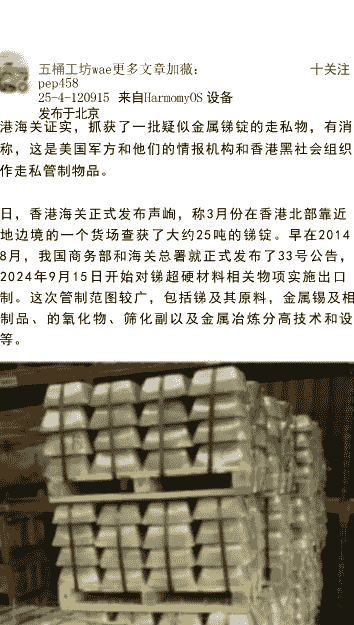 五桶工坊wae更多文章加薇:
十关注
pep458
25-4-120915 来自HarmomyOS 设备
发布于北京
港海关证实，抓获了一批疑似金属锑锭的走私物，有消
称，这是美国军方和他们的情报机构和香港黑社会组织
作走私管制物品。
日，香港海关正式发布声峋，称3月份在香港北部靠近
地边境的一个货场查获了大约25吨的锑锭。早在2014
8月，我国商务部和海关总署就正式发布了33号公告，
2024年9月15日开始对锑超硬材料相关物项实施出口
制。这次管制范图较广，包括锑及其原料，金属锡及相
制品、的氧化物、筛化副以及金属冶炼分高技术和设
等。